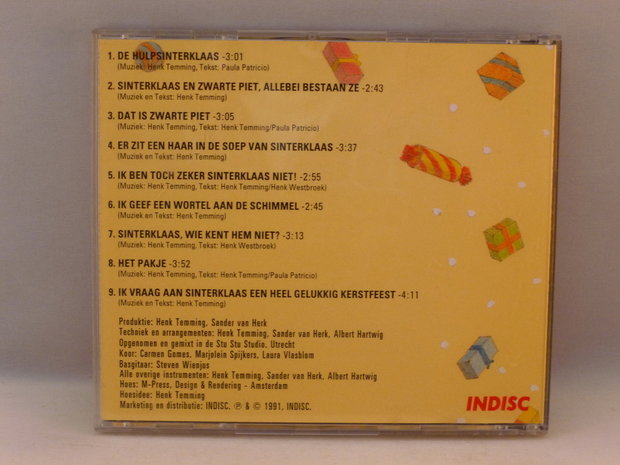 1. DE HULPSINTERKLAAS -3:01
(Muziek: Henk Temming, Tekst: Paula Patricio)
2. SINTERKLAAS EN ZWARTE PIET, ALLEBEI BESTAAN ZE -2:43
(Muziek en Tekst: Henk Temming)
3. DAT IS ZWARTE PIET -3:05
(Muziek: Henk Temming, Tekst: Henk Temming/Paula Patricio)
4. ER ZIT EEN HAAR IN DE SOEP VAN SINTERKLAAS -3:37
(Muziek en Tekst: Henk Temming)
5. IK BEN TOCH ZEKER SINTERKLAAS NIET! -2:55
(Muziek: Henk Temming, Tekst: Henk Temming/Henk Westbroek)
6. IK GEEF EEN WORTEL AAN DE SCHIMMEL -2:45
(Muziek en Tekst: Henk Temming)
7. SINTERKLAAS, WIE KENT HEM NIET? -3:13
(Muziek: Henk Temming, Tekst: Henk Westbroek)
8. HET PAKJE -3:52
(Muziek: Henk Temming, Tekst: Henk Temming/Paula Patricio)
9. IK VRAAG AAN SINTERKLAAS EEN HEEL GELUKKIG KERSTFEEST -4:11
(Muziek en Tekst: Henk Temming)
Produktie: Henk Temming, Sander van Herk
Techniek en arrangementen: Henk Temming, Sander van Herk, Albert Hartwig
Opgenomen en gemixt in de Stu Stu Studio, Utrecht
Koor: Carmen Gomes, Marjolein Spijkers, Laura Vlasblom
Basgitaar: Steven Wienjus
Alle overige instrumenten: Henk Temming, Sander van Herk, Albert Hartwig
Hoes: M-Press, Design & Rendering - Amsterdam
Hoesidee: Henk Temming
Marketing en distributie: INDISC. ℗ & © 1991, INDISC.
INDISC